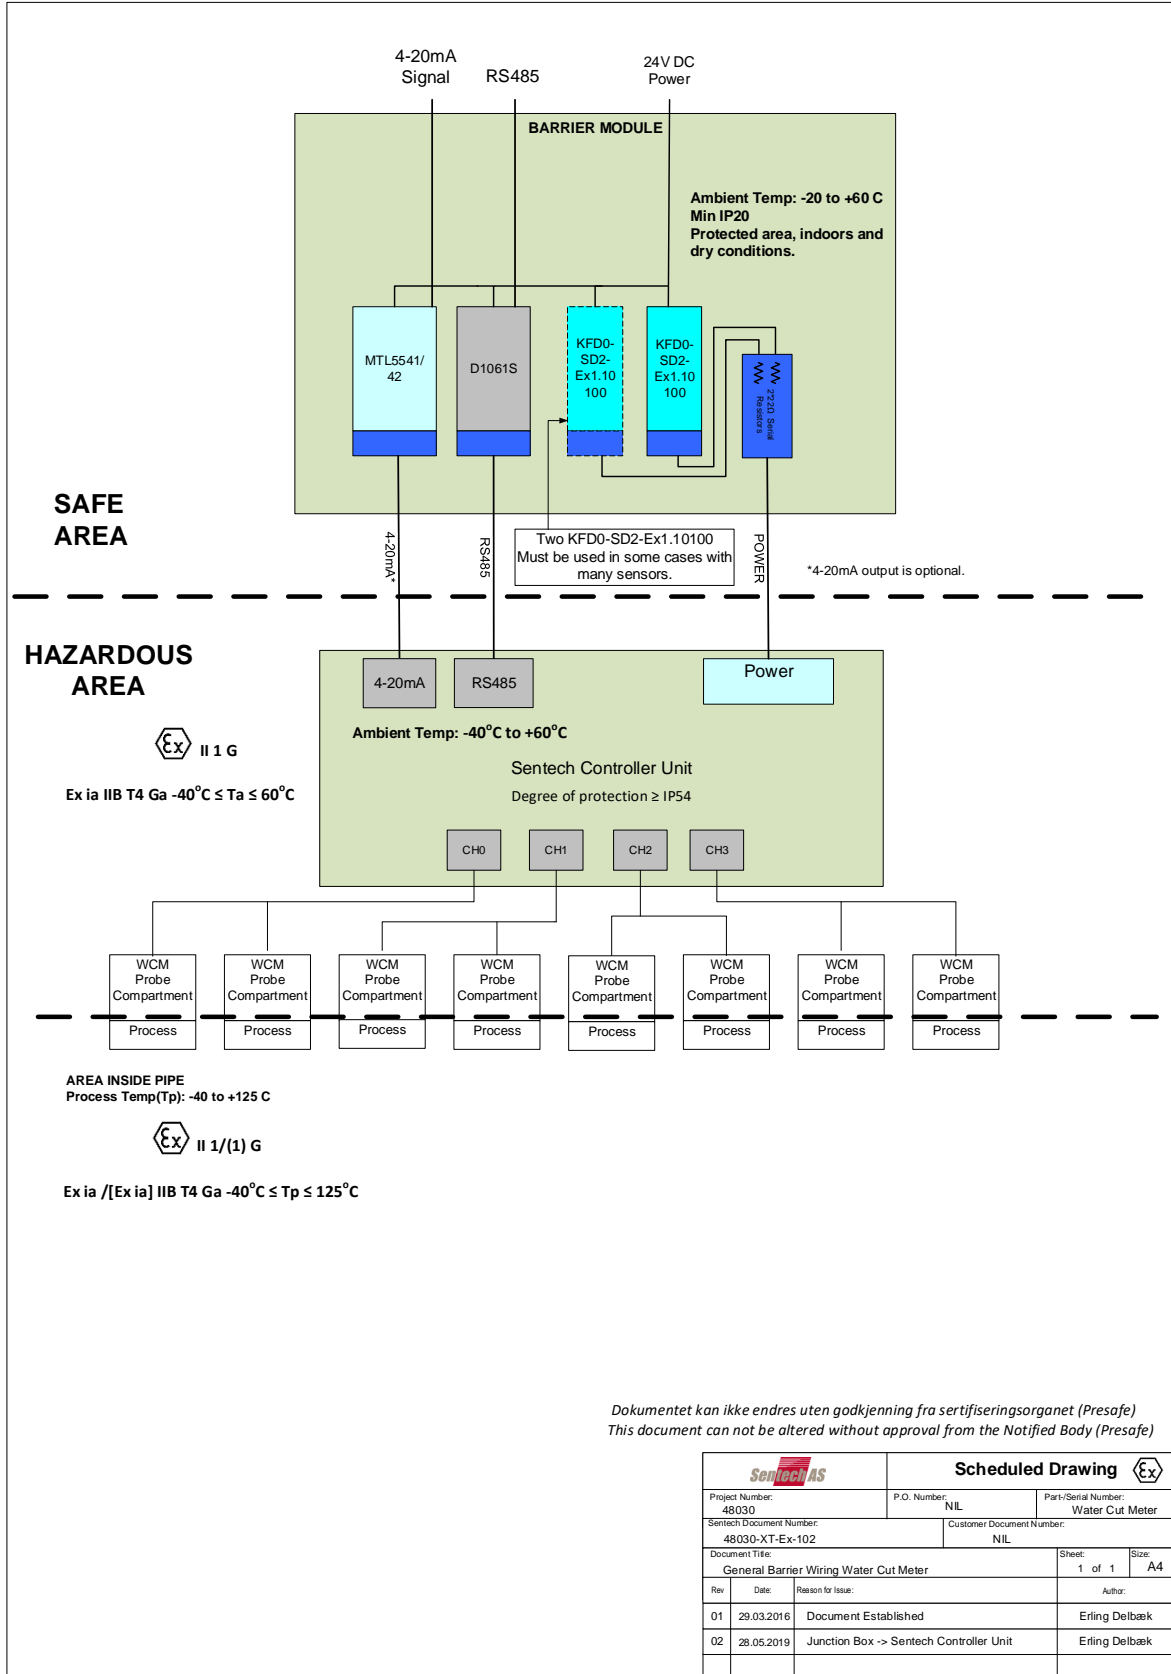 4-20mA
Signal
RS485
24V DC
Power
BARRIER MODULE
Ambient Temp: -20 to +60 C
Min IP20
Protected area, indoors and
dry conditions.
MTL5541/
42
D1061S
KFD0-
SD2-
Ex1.10
100
KFD0-
SD2-
Ex1.10
100
2*22Ω Serial
Resistors
SAFE
AREA
4-20mA*
RS485
Two KFD0-SD2-Ex1.10100
Must be used in some cases with
many sensors.
POWER
*4-20mA output is optional.
HAZARDOUS
AREA
4-20mA
RS485
Power
Ambient Temp: -40°C to +60°C
Ex II 1 G
Sentech Controller Unit
Ex ia IIB T4 Ga -40°C ≤ Ta ≤ 60°C
Degree of protection ≥ IP54
CH0
CH1
CH2
CH3
WCM
Probe
Compartment
Process
WCM
Probe
Compartment
Process
WCM
Probe
Compartment
Process
WCM
Probe
Compartment
Process
WCM
Probe
Compartment
Process
WCM
Probe
Compartment
Process
WCM
Probe
Compartment
Process
WCM
Probe
Compartment
Process
AREA INSIDE PIPE
Process Temp(Tp): -40 to +125 C
Ex II 1/(1) G
Ex ia /[Ex ia] IIB T4 Ga -40°C ≤ Tp ≤ 125°C
Dokumentet kan ikke endres uten godkjenning fra sertifiseringsorganet (Presafe)
This document can not be altered without approval from the Notified Body (Presafe)
Sentech AS
Scheduled Drawing Ex
Project Number:
48030
P.O. Number:
NIL
Part-/Serial Number:
Water Cut Meter
Sentech Document Number:
48030-XT-Ex-102
Customer Document Number:
NIL
Document Title:
General Barrier Wiring Water Cut Meter
Sheet:
1 of 1
Size:
A4
Rev Date: Reason for Issue: Author:
01 29.03.2016 Document Established Erling Delbæk
02 28.05.2019 Junction Box -> Sentech Controller Unit Erling Delbæk